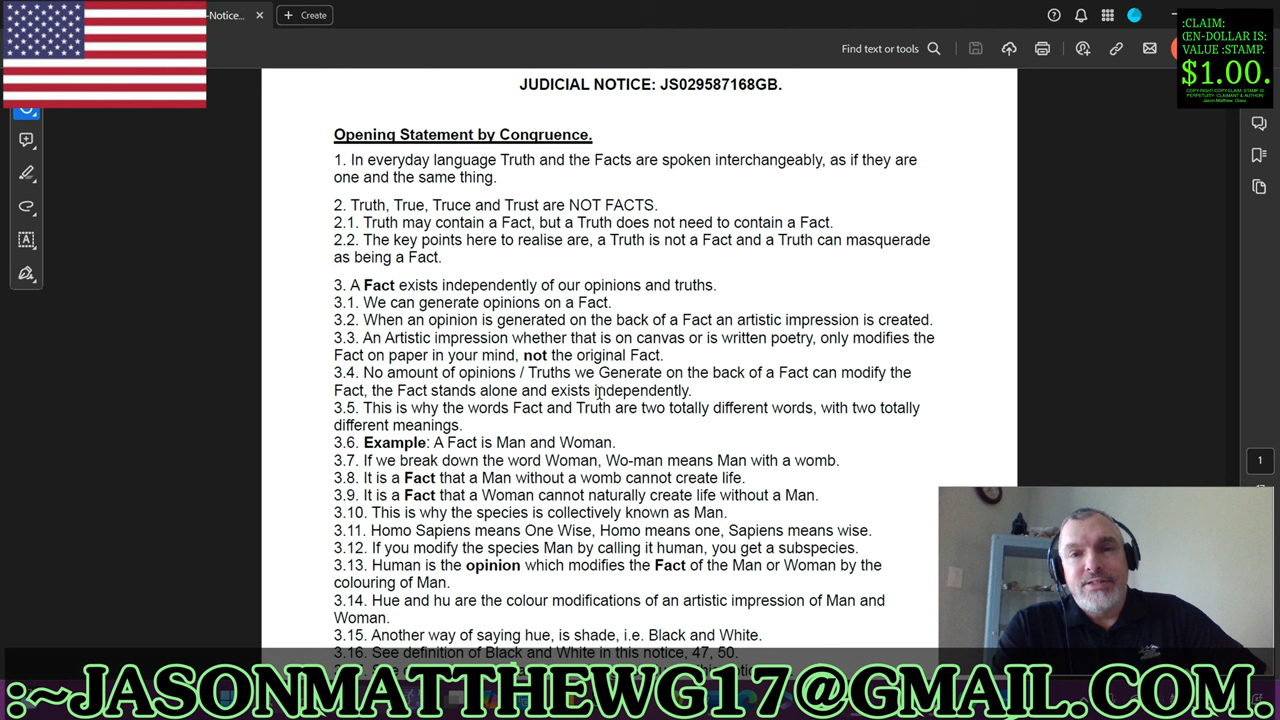 -Notice...
Create
Find text or tools
:CLAIM:
ŒN-DOLLAR IS:
VALUE :STAMP.
$1.00.
COPY-RIGHT/COPY-CLAIM: STAMP IS
PERPETUITY. CLAIMANT & AUTHOR/
Jason-Matthew: Glass
JUDICIAL NOTICE: JS029587168GB.
Opening Statement by Congruence.
1. In everyday language Truth and the Facts are spoken interchangeably, as if they are
one and the same thing.
2. Truth, True, Truce and Trust are NOT FACTS.
2.1. Truth may contain a Fact, but a Truth does not need to contain a Fact.
2.2. The key points here to realise are, a Truth is not a Fact and a Truth can masquerade
as being a Fact.
3. A Fact exists independently of our opinions and truths.
3.1. We can generate opinions on a Fact.
3.2. When an opinion is generated on the back of a Fact an artistic impression is created.
3.3. An Artistic impression whether that is on canvas or is written poetry, only modifies the
Fact on paper in your mind, not the original Fact.
3.4. No amount of opinions / Truths we Generate on the back of a Fact can modify the
Fact, the Fact stands alone and exists independently.
3.5. This is why the words Fact and Truth are two totally different words, with two totally
different meanings.
3.6. Example: A Fact is Man and Woman.
3.7. If we break down the word Woman, Wo-man means Man with a womb.
3.8. It is a Fact that a Man without a womb cannot create life.
3.9. It is a Fact that a Woman cannot naturally create life without a Man.
3.10. This is why the species is collectively known as Man.
3.11. Homo Sapiens means One Wise, Homo means one, Sapiens means wise.
3.12. If you modify the species Man by calling it human, you get a subspecies.
3.13. Human is the opinion which modifies the Fact of the Man or Woman by the
colouring of Man.
3.14. Hue and hu are the colour modifications of an artistic impression of Man and
Woman.
3.15. Another way of saying hue, is shade, i.e. Black and White.
3.16. See definition of Black and White in this notice, 47, 50.
1
:~JASONMATTHEWG17@GMAIL.COM.